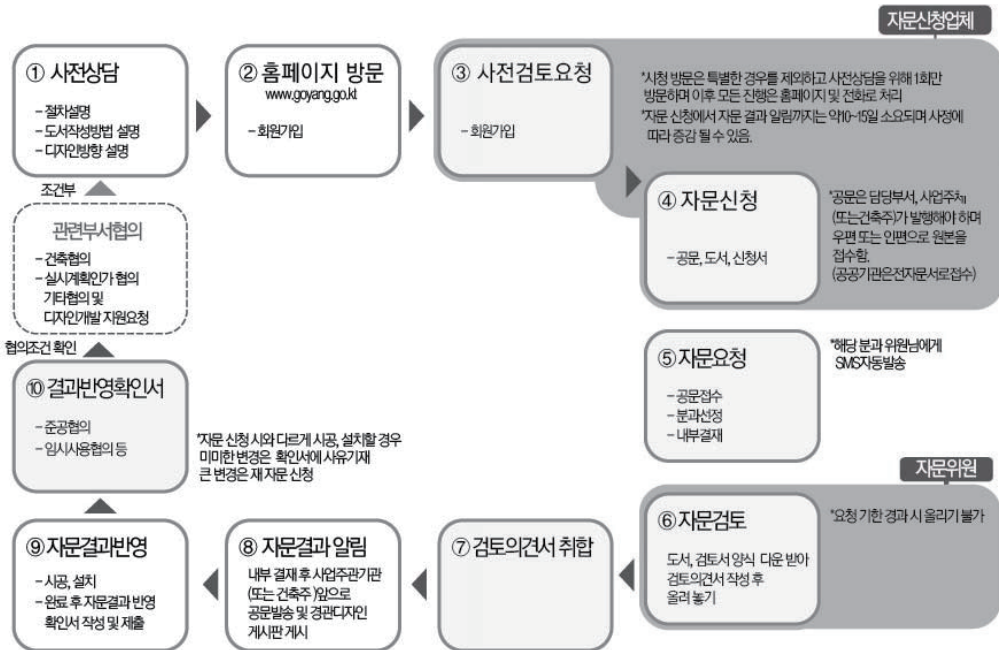 자문신청업체
① 사전상담
- 절차설명
- 도서작성방법 설명
- 디자인방향 설명
② 홈페이지 방문
www.goyang.go.kt
- 회원가입
③ 사전검토요청
- 회원가입
*시청 방문은 특별한 경우를 제외하고 사전상담을 위해 1회만
방문하며 이후 모든 진행은 홈페이지 및 전화로 처리
*자문 신청에서 자문 결과 알림까지는 약10~15일 소요되며 사정에
따라 증감 될 수 있음.
④ 자문신청
- 공문, 도서, 신청서
*공문은 담당부서, 사업주체
(또는건축주)가 발행해야 하며
우편 또는 인편으로 원본을
접수함.
(공공기관은전자문서로접수)
조건부
관련부서협의
- 건축협의
- 실시계획인가 협의
기타협의 및
디자인개발 지원요청
협의조건 확인
⑤ 자문요청
- 공문접수
- 분과선정
- 내부결재
*해당 분과 위원님에게
SMS자동발송
⑩ 결과반영확인서
- 준공협의
- 임시사용협의 등
*자문 신청 시와 다르게 시공, 설치할 경우
미미한 변경은 확인서에 사유기재
큰 변경은 재 자문 신청
자문위원
⑥ 자문검토
도서, 검토서 양식 다운 받아
검토의견서 작성 후
올려 놓기
*요청 기한 경과 시 올리기 불가
⑦ 검토의견서 취합
⑧ 자문결과 알림
내부 결재 후 사업주관기관
(또는 건축주 )앞으로
공문발송 및 경관디자인
게시판 게시
⑨ 자문결과반영
- 시공, 설치
- 완료 후 자문결과 반영
확인서 작성 및 제출